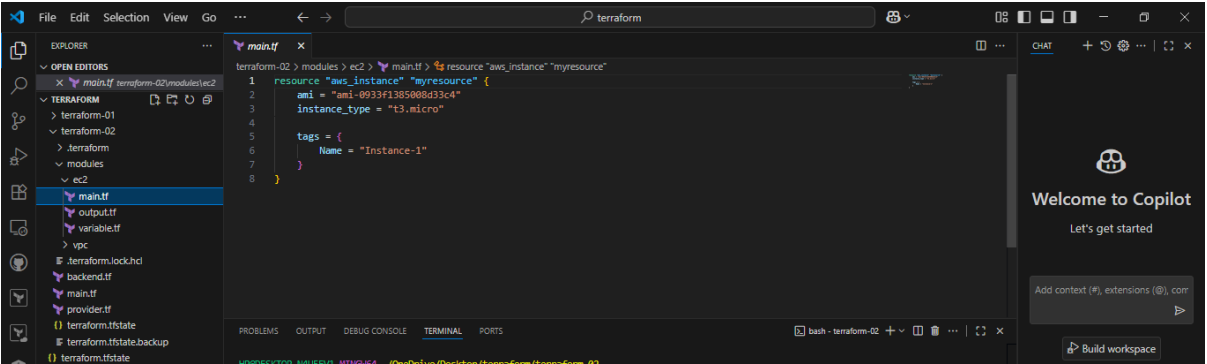 File Edit Selection View Go ··· terraform
EXPLORER ···
OPEN EDITORS
main.tf terraform-02\modules\ec2
TERRAFORM
terraform-01
terraform-02
.terraform
modules
ec2
main.tf
output.tf
variable.tf
vpc
.terraform.lock.hcl
backend.tf
main.tf
provider.tf
terraform.tfstate
terraform.tfstate.backup
terraform.tfstate
main.tf
terraform-02 > modules > ec2 > main.tf > resource "aws_instance" "myresource"
1 resource "aws_instance" "myresource" {
2 ami = "ami-0933f1385008d33c4"
3 instance_type = "t3.micro"
4
5 tags = {
6 Name = "Instance-1"
7 }
8 }
PROBLEMS OUTPUT DEBUG CONSOLE TERMINAL PORTS
bash - terraform-02
CHAT
Welcome to Copilot
Let's get started
Add context (#), extensions (@), com
Build workspace